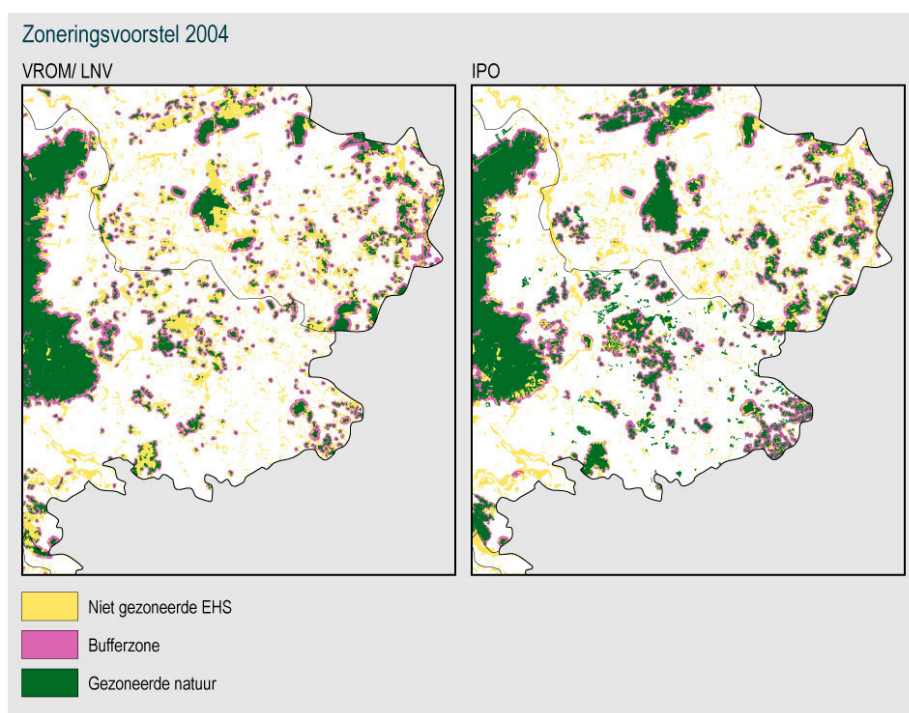 Zoneringsvoorstel 2004
VROM/ LNV
IPO
Niet gezoneerde EHS
Bufferzone
Gezoneerde natuur